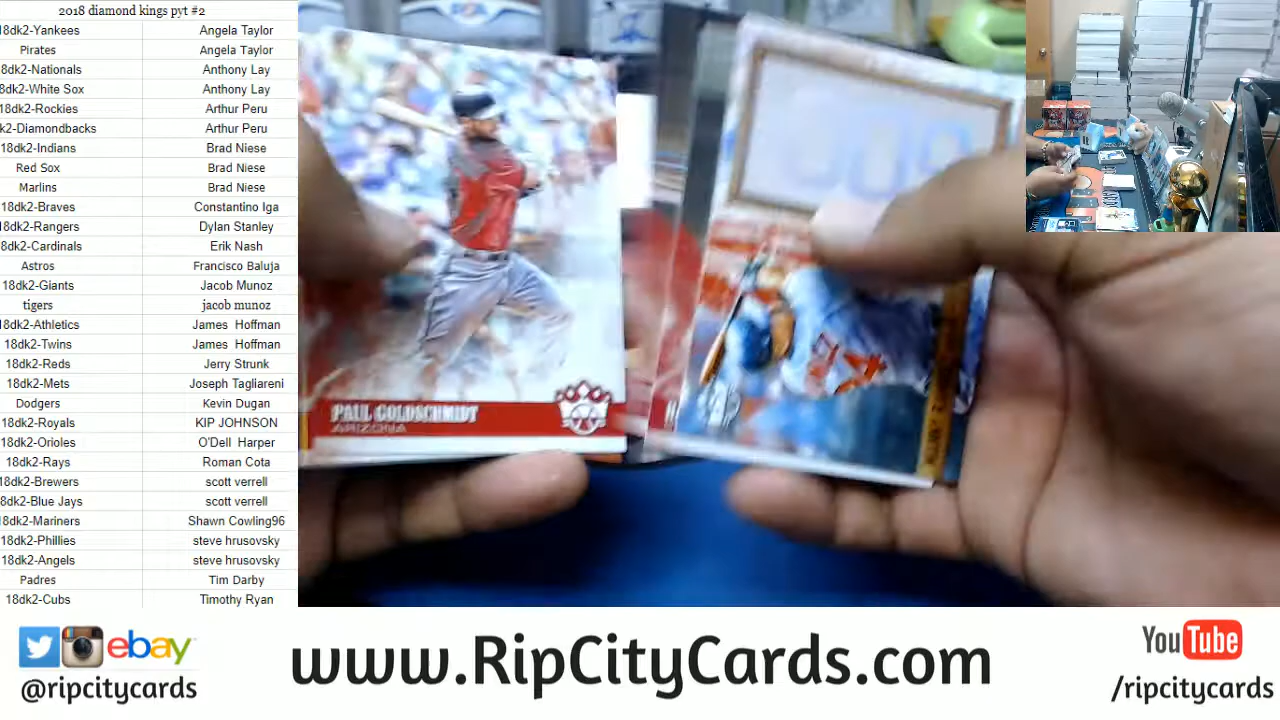 2018 diamond kings pyt #2
18dk2-Yankees Angela Taylor
Pirates Angela Taylor
8dk2-Nationals Anthony Lay
8dk2-White Sox Anthony Lay
18dk2-Rockies Arthur Peru
k2-Diamondbacks Arthur Peru
18dk2-Indians Brad Niese
Red Sox Brad Niese
Marlins Brad Niese
18dk2-Braves Constantino Iga
18dk2-Rangers Dylan Stanley
8dk2-Cardinals Erik Nash
Astros Francisco Baluja
18dk2-Giants Jacob Munoz
tigers jacob munoz
18dk2-Athletics James Hoffman
18dk2-Twins James Hoffman
18dk2-Reds Jerry Strunk
18dk2-Mets Joseph Tagliareni
Dodgers Kevin Dugan
18dk2-Royals KIP JOHNSON
18dk2-Orioles O'Dell Harper
18dk2-Rays Roman Cota
18dk2-Brewers scott verrell
8dk2-Blue Jays scott verrell
8dk2-Mariners Shawn Cowling96
18dk2-Phillies steve hrusovsky
18dk2-Angels steve hrusovsky
Padres Tim Darby
18dk2-Cubs Timothy Ryan
PAUL GOLDSCHMIDT
ARIZONA
DK
ebay
@ripcitycards
www.RipCityCards.com
YouTube
/ripcitycards